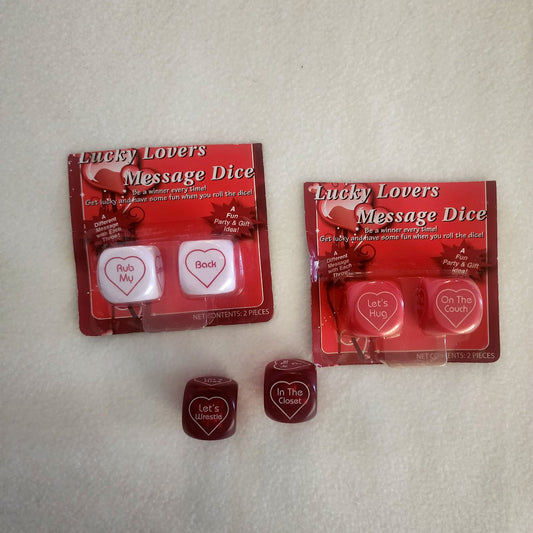 Lucky Lovers
Message Dice
Be a winner every time!
Get lucky and have some fun when you roll the dice!
A
Different
Message
with Each
Throw!
A
Fun
Party & Gift
Idea!
Rub
My
Back
NET CONTENTS: 2 PIECES
Lucky Lovers
Message Dice
Be a winner every time!
Get lucky and have some fun when you roll the dice!
A
Different
Message
with Each
Throw!
A
Fun
Party & Gift
Idea!
Let's
Hug
On The
Couch
NET CONTENTS: 2 PIECES
Let's
Wrestle
In The
Closet